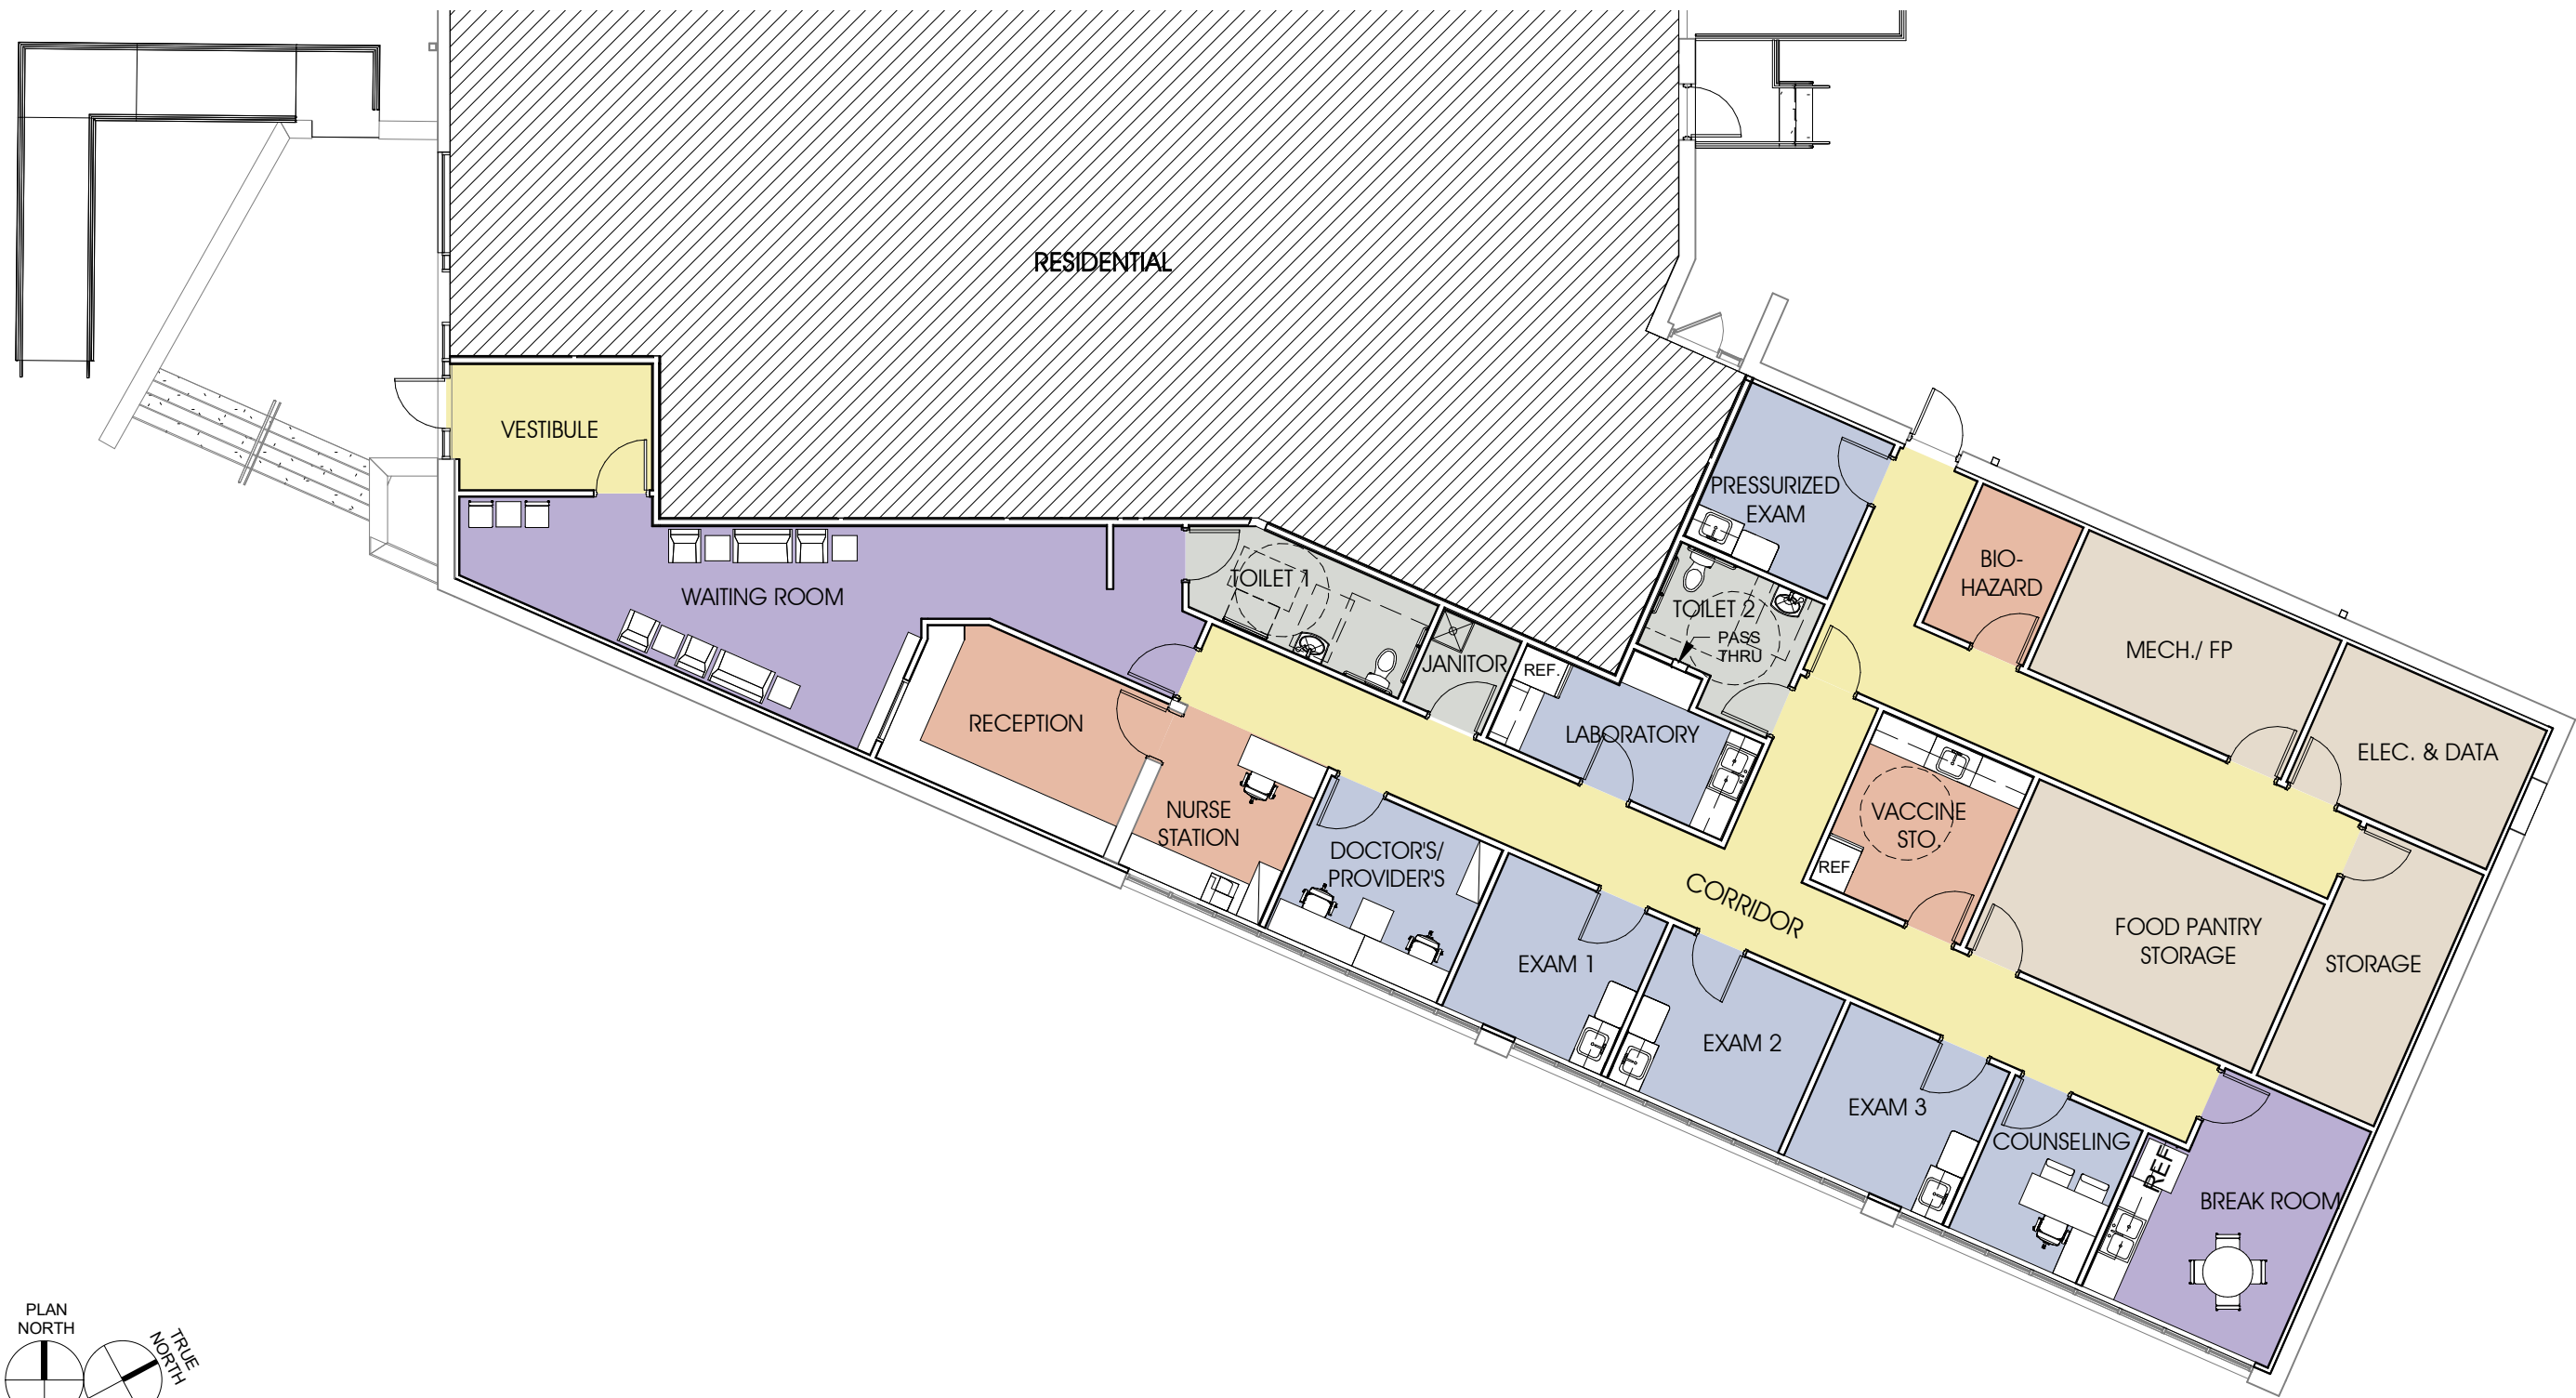 RESIDENTIAL
VESTIBULE
PRESSURIZED
EXAM
WAITING ROOM
TOILET 1
BIO-
HAZARD
TOILET 2
PASS
THRU
MECH./ FP
JANITOR
REF.
RECEPTION
LABORATORY
ELEC. & DATA
NURSE
STATION
VACCINE
STO.
REF
DOCTOR'S/
PROVIDER'S
CORRIDOR
FOOD PANTRY
STORAGE
STORAGE
EXAM 1
EXAM 2
EXAM 3
COUNSELING
REF.
BREAK ROOM
PLAN
NORTH
TRUE
NORTH